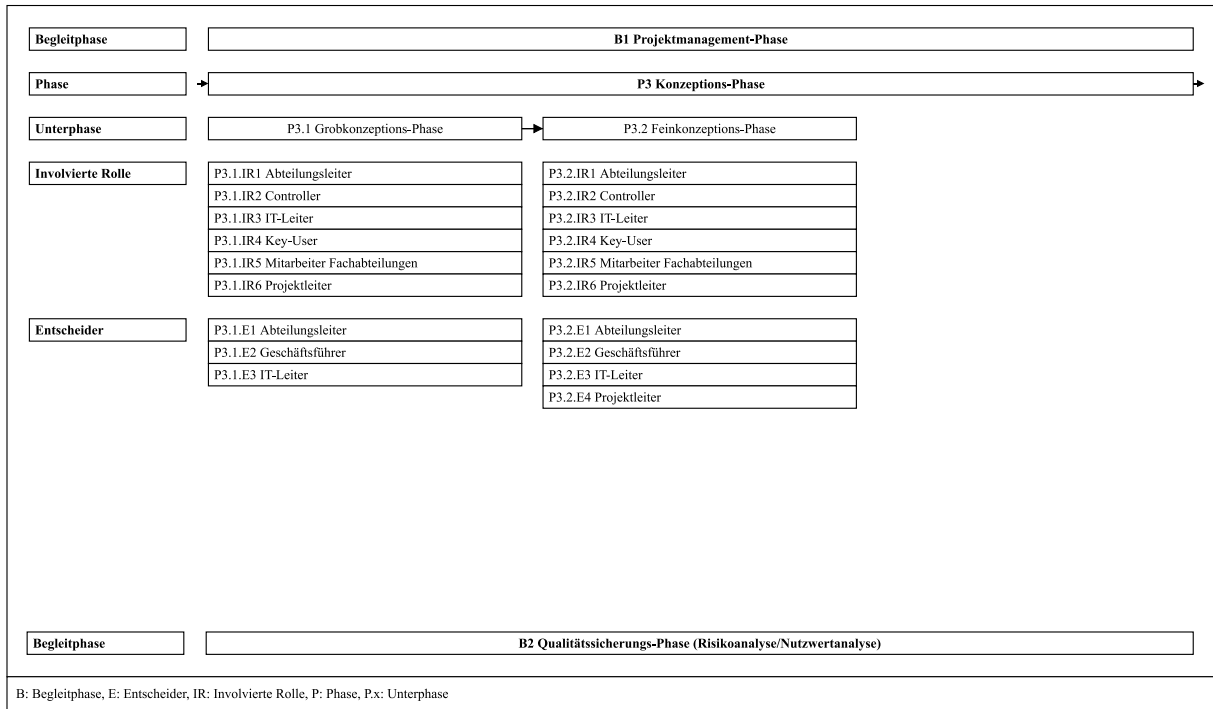 Begleitphase
B1 Projektmanagement-Phase
Phase
P3 Konzeptions-Phase
Unterphase
P3.1 Grobkonzeptions-Phase
P3.2 Feinkonzeptions-Phase
Involvierte Rolle
P3.1.IR1 Abteilungsleiter
P3.1.IR2 Controller
P3.1.IR3 IT-Leiter
P3.1.IR4 Key-User
P3.1.IR5 Mitarbeiter Fachabteilungen
P3.1.IR6 Projektleiter
P3.2.IR1 Abteilungsleiter
P3.2.IR2 Controller
P3.2.IR3 IT-Leiter
P3.2.IR4 Key-User
P3.2.IR5 Mitarbeiter Fachabteilungen
P3.2.IR6 Projektleiter
Entscheider
P3.1.E1 Abteilungsleiter
P3.1.E2 Geschäftsführer
P3.1.E3 IT-Leiter
P3.2.E1 Abteilungsleiter
P3.2.E2 Geschäftsführer
P3.2.E3 IT-Leiter
P3.2.E4 Projektleiter
Begleitphase
B2 Qualitätssicherungs-Phase (Risikoanalyse/Nutzwertanalyse)
B: Begleitphase, E: Entscheider, IR: Involvierte Rolle, P: Phase, P.x: Unterphase